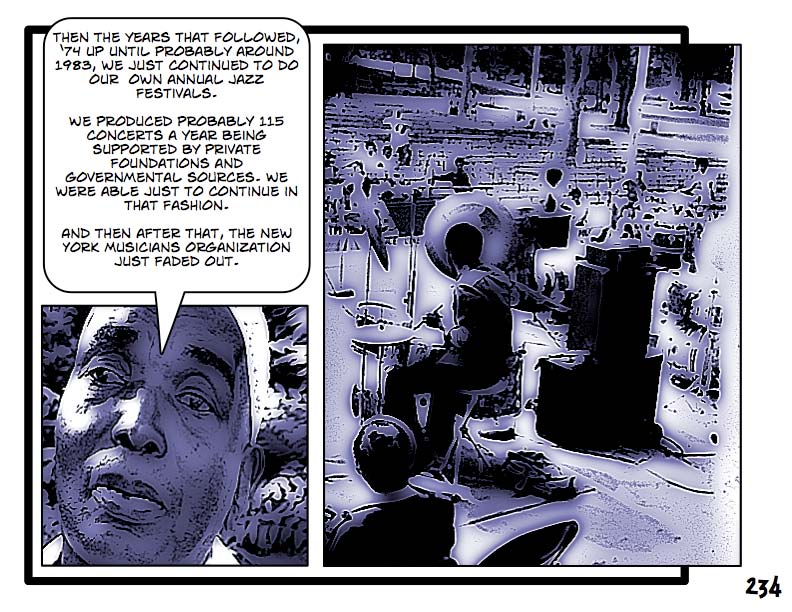 THEN THE YEARS THAT FOLLOWED,
'74 UP UNTIL PROBABLY AROUND
1983, WE JUST CONTINUED TO DO
OUR OWN ANNUAL JAZZ
FESTIVALS.
WE PRODUCED PROBABLY 115
CONCERTS A YEAR BEING
SUPPORTED BY PRIVATE
FOUNDATIONS AND
GOVERNMENTAL SOURCES. WE
WERE ABLE JUST TO CONTINUE IN
THAT FASHION.
AND THEN AFTER THAT, THE NEW
YORK MUSICIANS ORGANIZATION
JUST FADED OUT.
234